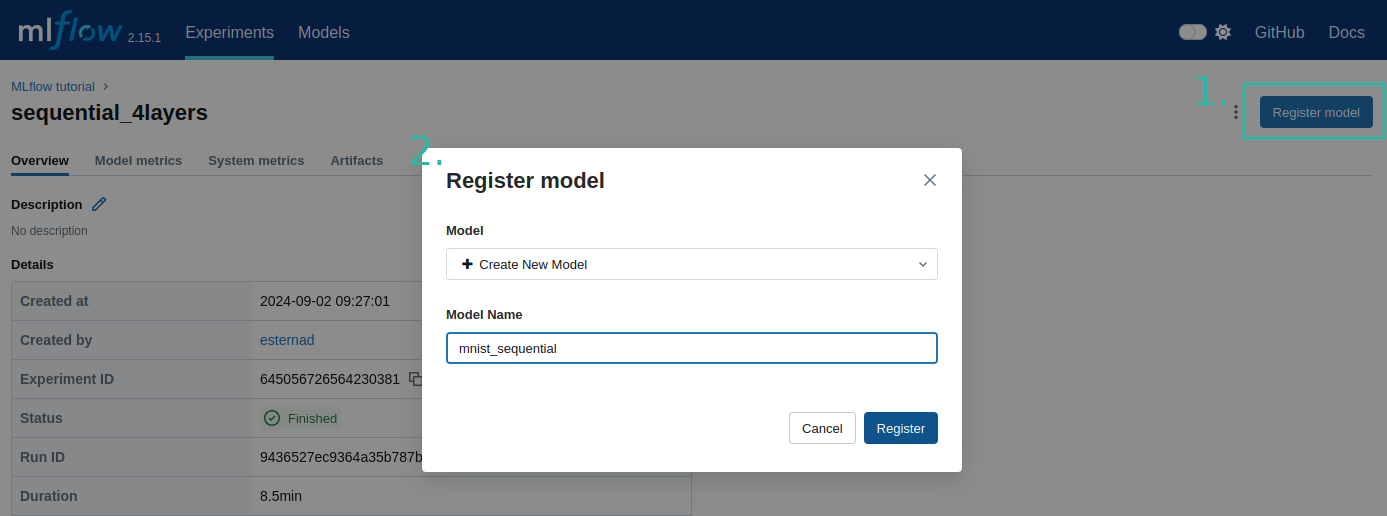 mlflow 2.15.1 Experiments Models GitHub Docs
MLflow tutorial
1.
sequential_4layers
Register model
2.
Overview Model metrics System metrics Artifacts
Register model
Description
No description
Model
Create New Model
Details
Created at 2024-09-02 09:27:01
Model Name
Created by esternad
mnist_sequential
Experiment ID 645056726564230381
Status Finished
Cancel Register
Run ID 9436527ec9364a35b787b
Duration 8.5min